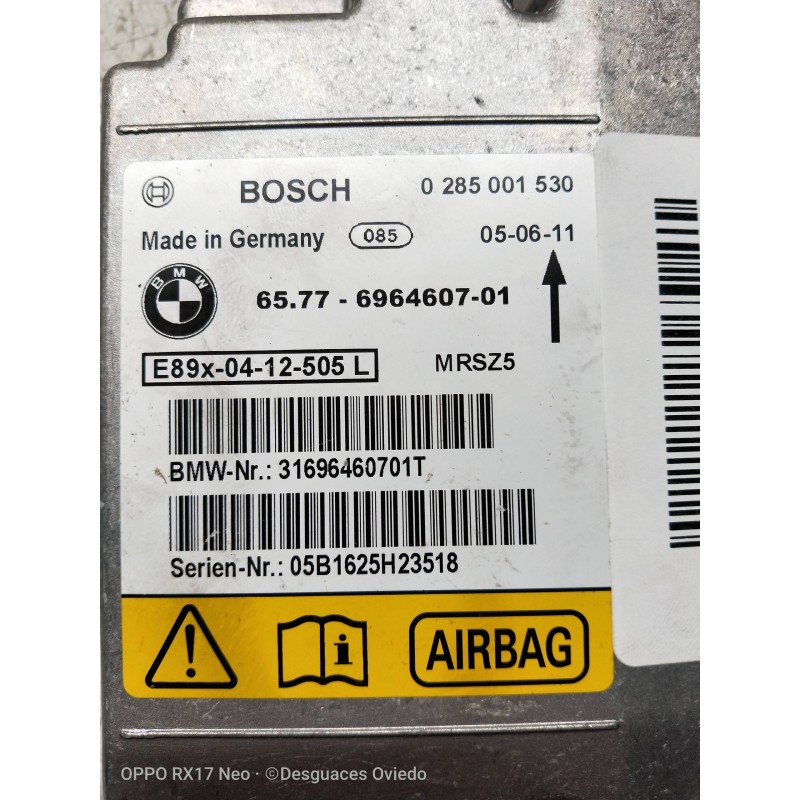 BOSCH 0 285 001 530
Made in Germany 085 05-06-11
BMW 65.77 - 6964607-01
E89x-04-12-505 L MRSZ5
BMW-Nr.: 31696460701T
Serien-Nr.: 05B1625H23518
AIRBAG
OPPO RX17 Neo · ©Desguaces Oviedo